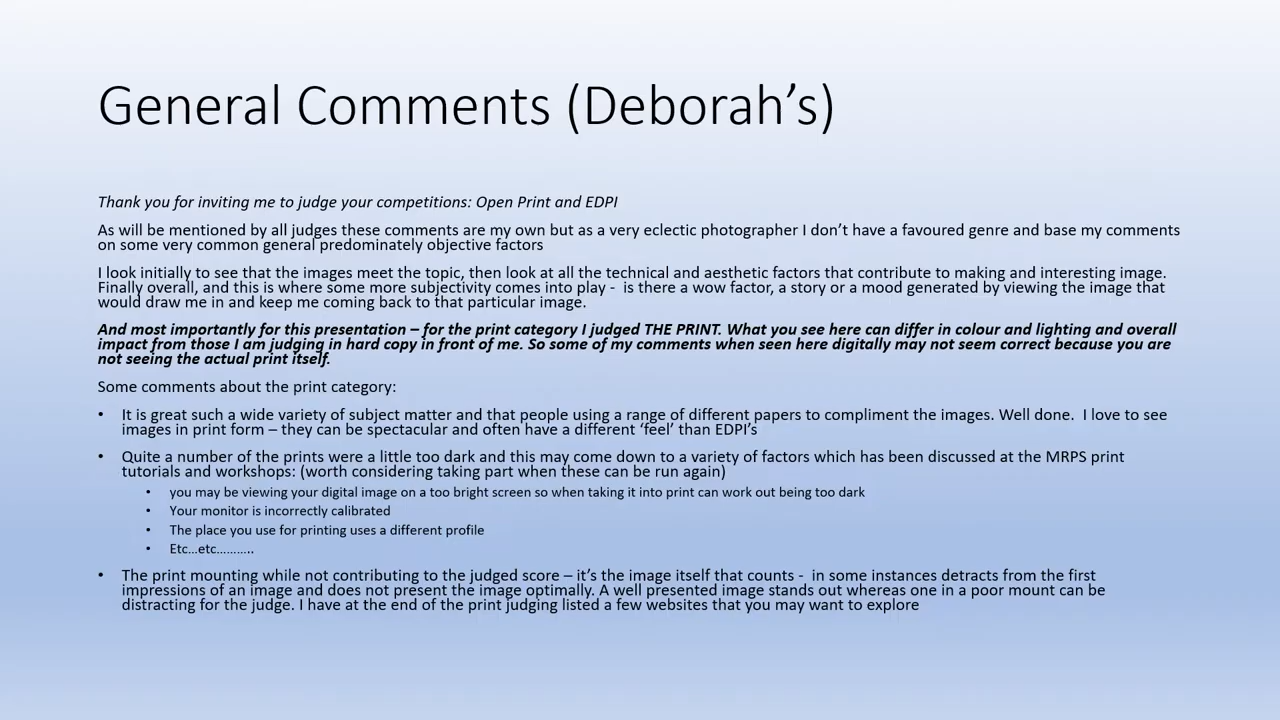 General Comments (Deborah's)
Thank you for inviting me to judge your competitions: Open Print and EDPI
As will be mentioned by all judges these comments are my own but as a very eclectic photographer I don't have a favoured genre and base my comments
on some very common general predominately objective factors
I look initially to see that the images meet the topic, then look at all the technical and aesthetic factors that contribute to making and interesting image.
Finally overall, and this is where some more subjectivity comes into play -  is there a wow factor, a story or a mood generated by viewing the image that
would draw me in and keep me coming back to that particular image.
And most importantly for this presentation – for the print category I judged THE PRINT. What you see here can differ in colour and lighting and overall
impact from those I am judging in hard copy in front of me. So some of my comments when seen here digitally may not seem correct because you are
not seeing the actual print itself.
Some comments about the print category:
• It is great such a wide variety of subject matter and that people using a range of different papers to compliment the images. Well done.  I love to see
images in print form – they can be spectacular and often have a different 'feel' than EDPI's
• Quite a number of the prints were a little too dark and this may come down to a variety of factors which has been discussed at the MRPS print
tutorials and workshops: (worth considering taking part when these can be run again)
• you may be viewing your digital image on a too bright screen so when taking it into print can work out being too dark
• Your monitor is incorrectly calibrated
• The place you use for printing uses a different profile
• Etc…etc………..
• The print mounting while not contributing to the judged score – it's the image itself that counts -  in some instances detracts from the first
impressions of an image and does not present the image optimally. A well presented image stands out whereas one in a poor mount can be
distracting for the judge. I have at the end of the print judging listed a few websites that you may want to explore